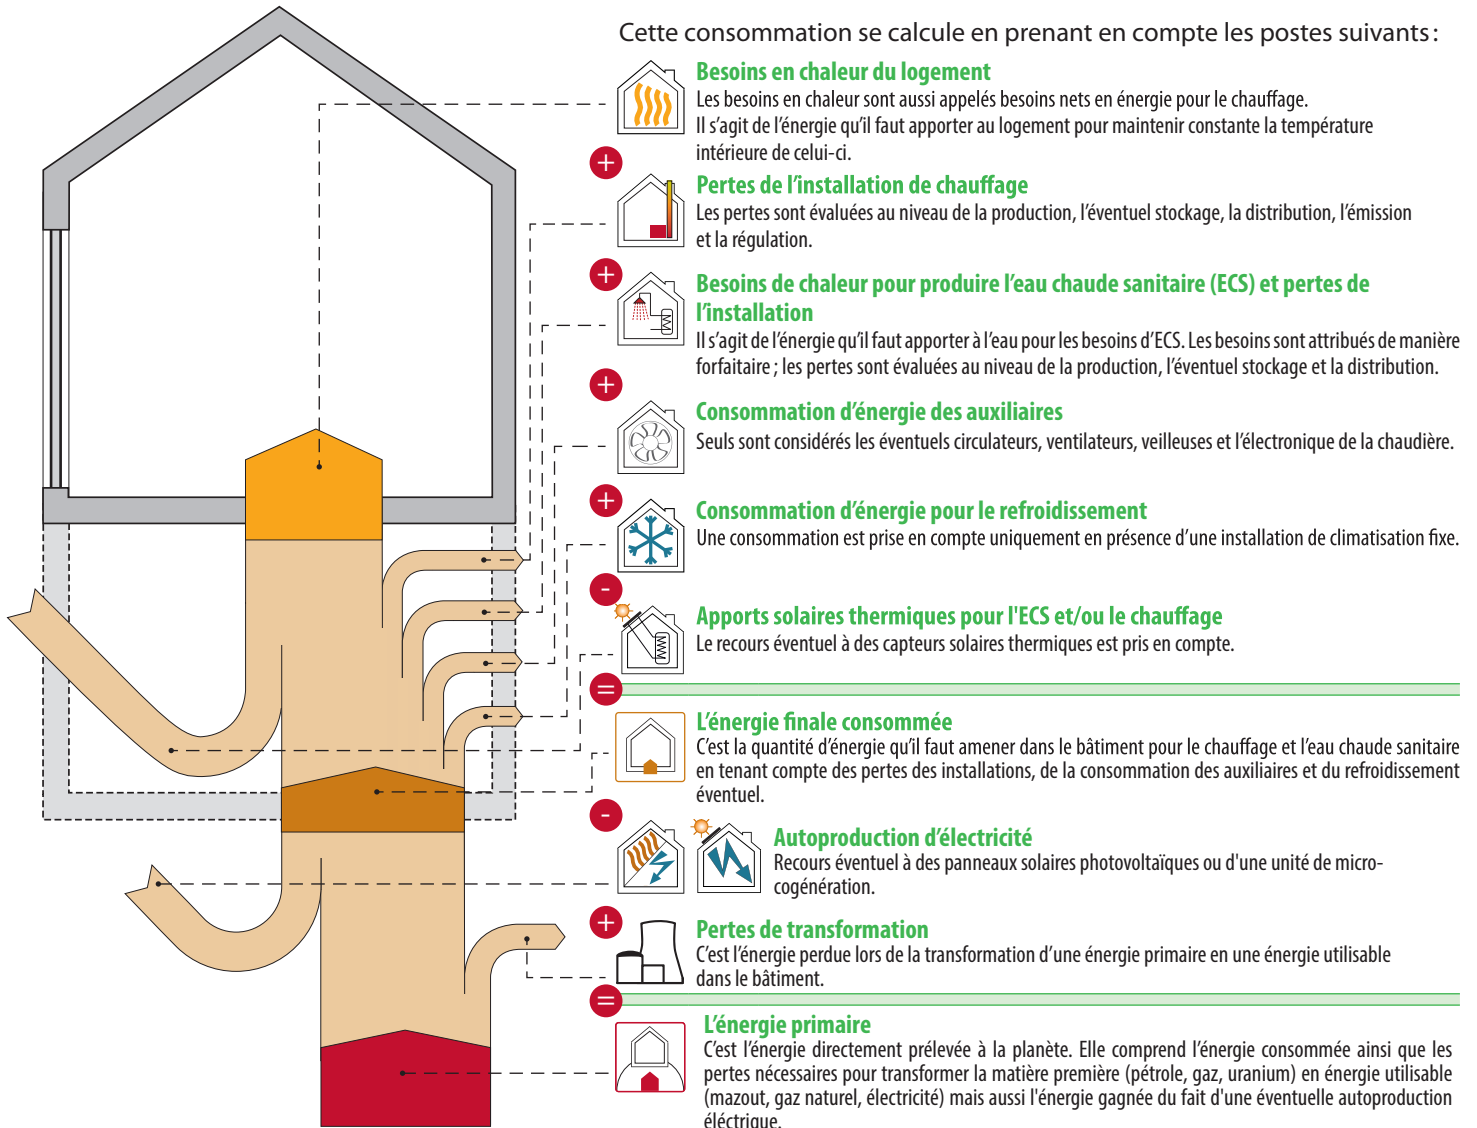 Cette consommation se calcule en prenant en compte les postes suivants :
Besoins en chaleur du logement
Les besoins en chaleur sont aussi appelés besoins nets en énergie pour le chauffage.
Il s'agit de l'énergie qu'il faut apporter au logement pour maintenir constante la température
intérieure de celui-ci.
+
Pertes de l'installation de chauffage
Les pertes sont évaluées au niveau de la production, l'éventuel stockage, la distribution, l'émission
et la régulation.
+
Besoins de chaleur pour produire l'eau chaude sanitaire (ECS) et pertes de
l'installation
Il s'agit de l'énergie qu'il faut apporter à l'eau pour les besoins d'ECS. Les besoins sont attribués de manière
forfaitaire ; les pertes sont évaluées au niveau de la production, l'éventuel stockage et la distribution.
+
Consommation d'énergie des auxiliaires
Seuls sont considérés les éventuels circulateurs, ventilateurs, veilleuses et l'électronique de la chaudière.
+
Consommation d'énergie pour le refroidissement
Une consommation est prise en compte uniquement en présence d'une installation de climatisation fixe.
-
Apports solaires thermiques pour l'ECS et/ou le chauffage
Le recours éventuel à des capteurs solaires thermiques est pris en compte.
=
L'énergie finale consommée
C'est la quantité d'énergie qu'il faut amener dans le bâtiment pour le chauffage et l'eau chaude sanitaire
en tenant compte des pertes des installations, de la consommation des auxiliaires et du refroidissement
éventuel.
-
Autoproduction d'électricité
Recours éventuel à des panneaux solaires photovoltaïques ou d'une unité de micro-
cogénération.
+
Pertes de transformation
C'est l'énergie perdue lors de la transformation d'une énergie primaire en une énergie utilisable
dans le bâtiment.
=
L'énergie primaire
C'est l'énergie directement prélevée à la planète. Elle comprend l'énergie consommée ainsi que les
pertes nécessaires pour transformer la matière première (pétrole, gaz, uranium) en énergie utilisable
(mazout, gaz naturel, électricité) mais aussi l'énergie gagnée du fait d'une éventuelle autoproduction
éléctrique.